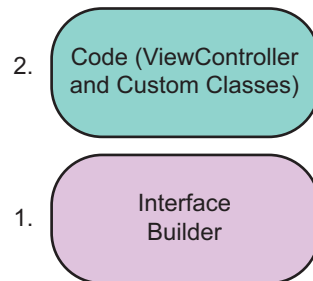 2. Code (ViewController
and Custom Classes)
1. Interface
Builder